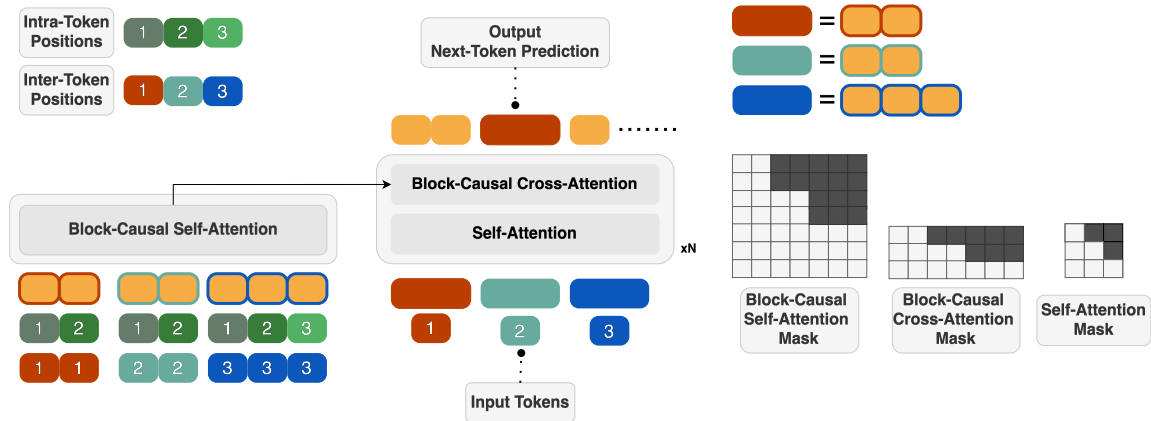 Intra-Token
Positions
1 2 3
Inter-Token
Positions
1 2 3
Output
Next-Token Prediction
=
=
=
Block-Causal Self-Attention
1 2 1 2 1 2 3
1 1 2 2 3 3 3
Block-Causal Cross-Attention
Self-Attention
xN
1 2 3
Input Tokens
Block-Causal
Self-Attention
Mask
Block-Causal
Cross-Attention
Mask
Self-Attention
Mask